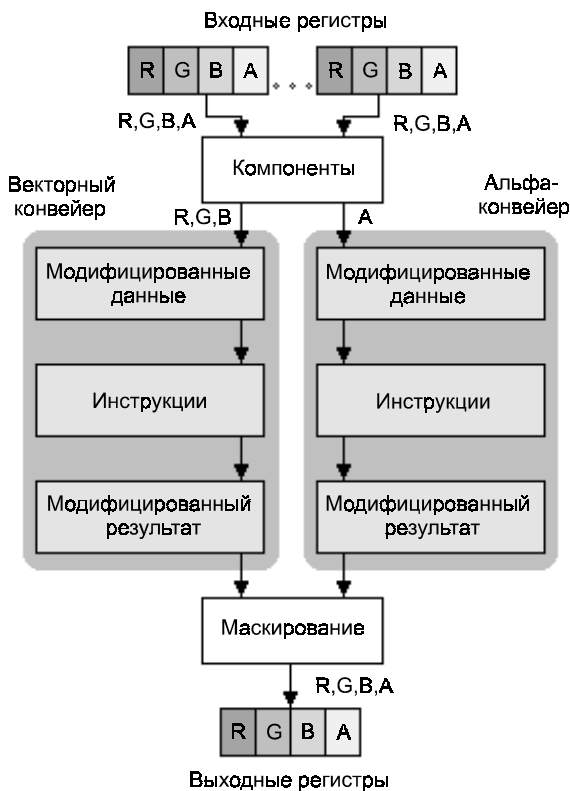 Входные регистры
R G B A R G B A
R,G,B,A R,G,B,A
Компоненты
Векторный
конвейер
Альфа-
конвейер
R,G,B A
Модифицированные
данные
Модифицированные
данные
Инструкции Инструкции
Модифицированный
результат
Модифицированный
результат
Маскирование
R,G,B,A
R G B A
Выходные регистры